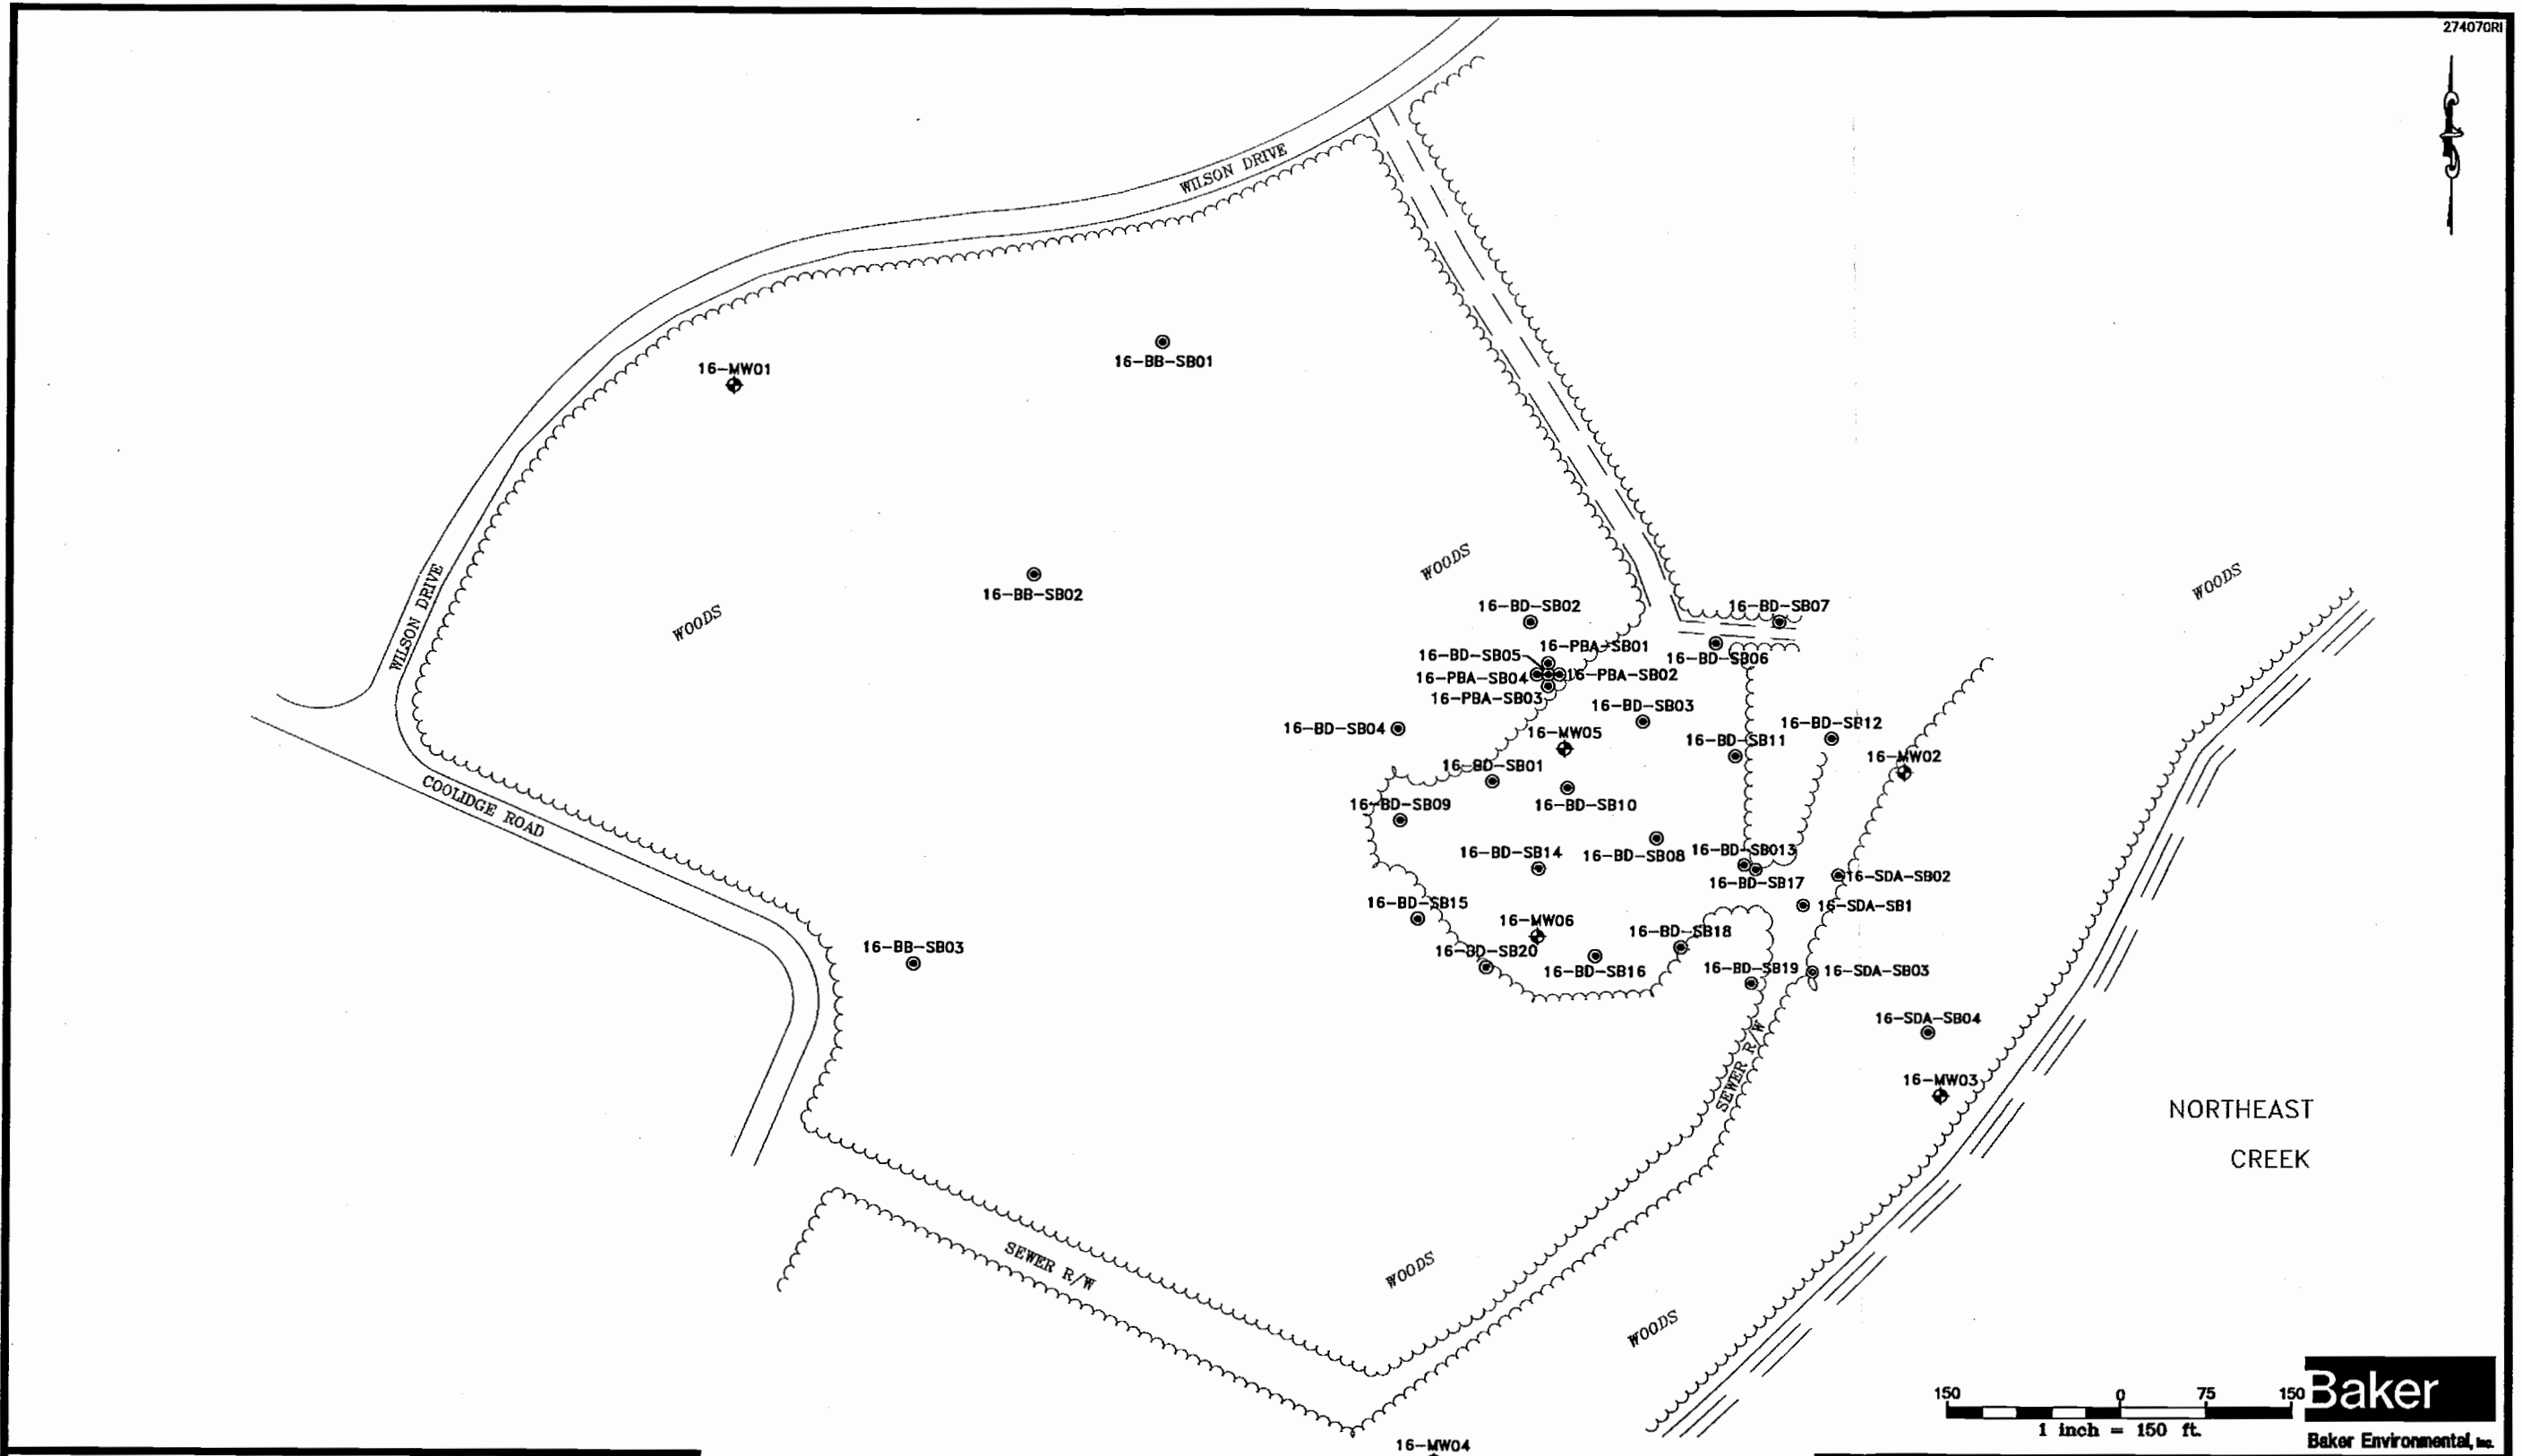 274070RI
WILSON DRIVE
16-MW01
16-BB-SB01
WOODS
WOODS
WILSON DRIVE
16-BB-SB02
WOODS
16-BD-SB02
16-BD-SB07
16-PBA-SB01
16-BD-SB05
16-BD-SB06
16-PBA-SB04
16-PBA-SB02
16-PBA-SB03
16-BD-SB03
16-BD-SB04
16-MW05
16-BD-SB11
16-BD-SB12
16-MW02
16-BD-SB01
COOLIDGE ROAD
16-BD-SB09
16-BD-SB10
16-BD-SB14
16-BD-SB08
16-BD-SB013
16-BD-SB17
16-SDA-SB02
16-BD-SB15
16-SDA-SB1
16-MW06
16-BD-SB18
16-BB-SB03
16-BD-SB20
16-BD-SB16
16-BD-SB19
16-SDA-SB03
16-SDA-SB04
SEWER R/W
16-MW03
NORTHEAST
CREEK
SEWER R/W
WOODS
WOODS
150 0 75 150
1 inch = 150 ft.
Baker
Baker Environmental, Inc.
16-MW04